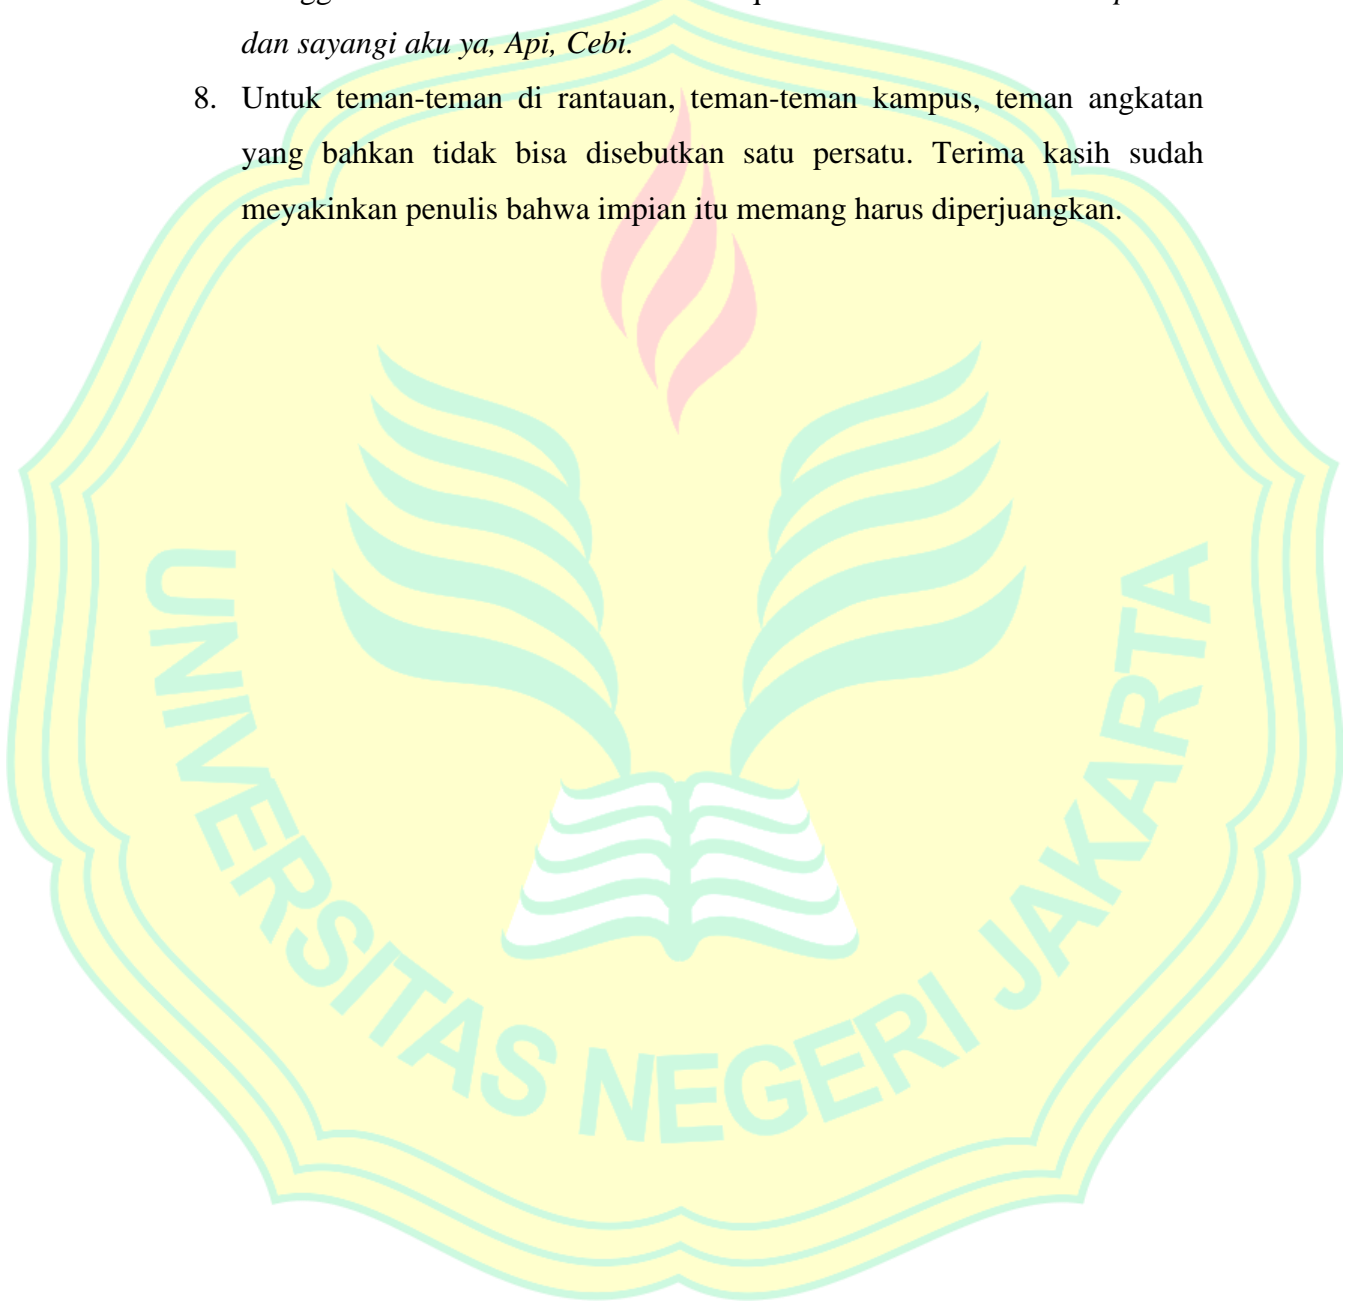 dan sayangi aku ya, Api, Cebi.
8. Untuk teman-teman di rantauan, teman-teman kampus, teman angkatan
yang bahkan tidak bisa disebutkan satu persatu. Terima kasih sudah
meyakinkan penulis bahwa impian itu memang harus diperjuangkan.
UNIVERSITAS NEGERI JAKARTA